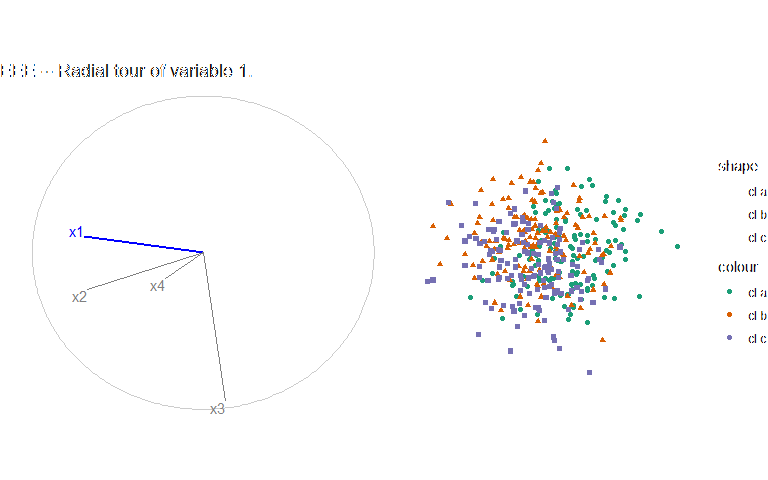 Radial tour of variable 1.
x1
x2
x4
x3
shape
cl a
cl b
cl c
colour
cl a
cl b
cl c